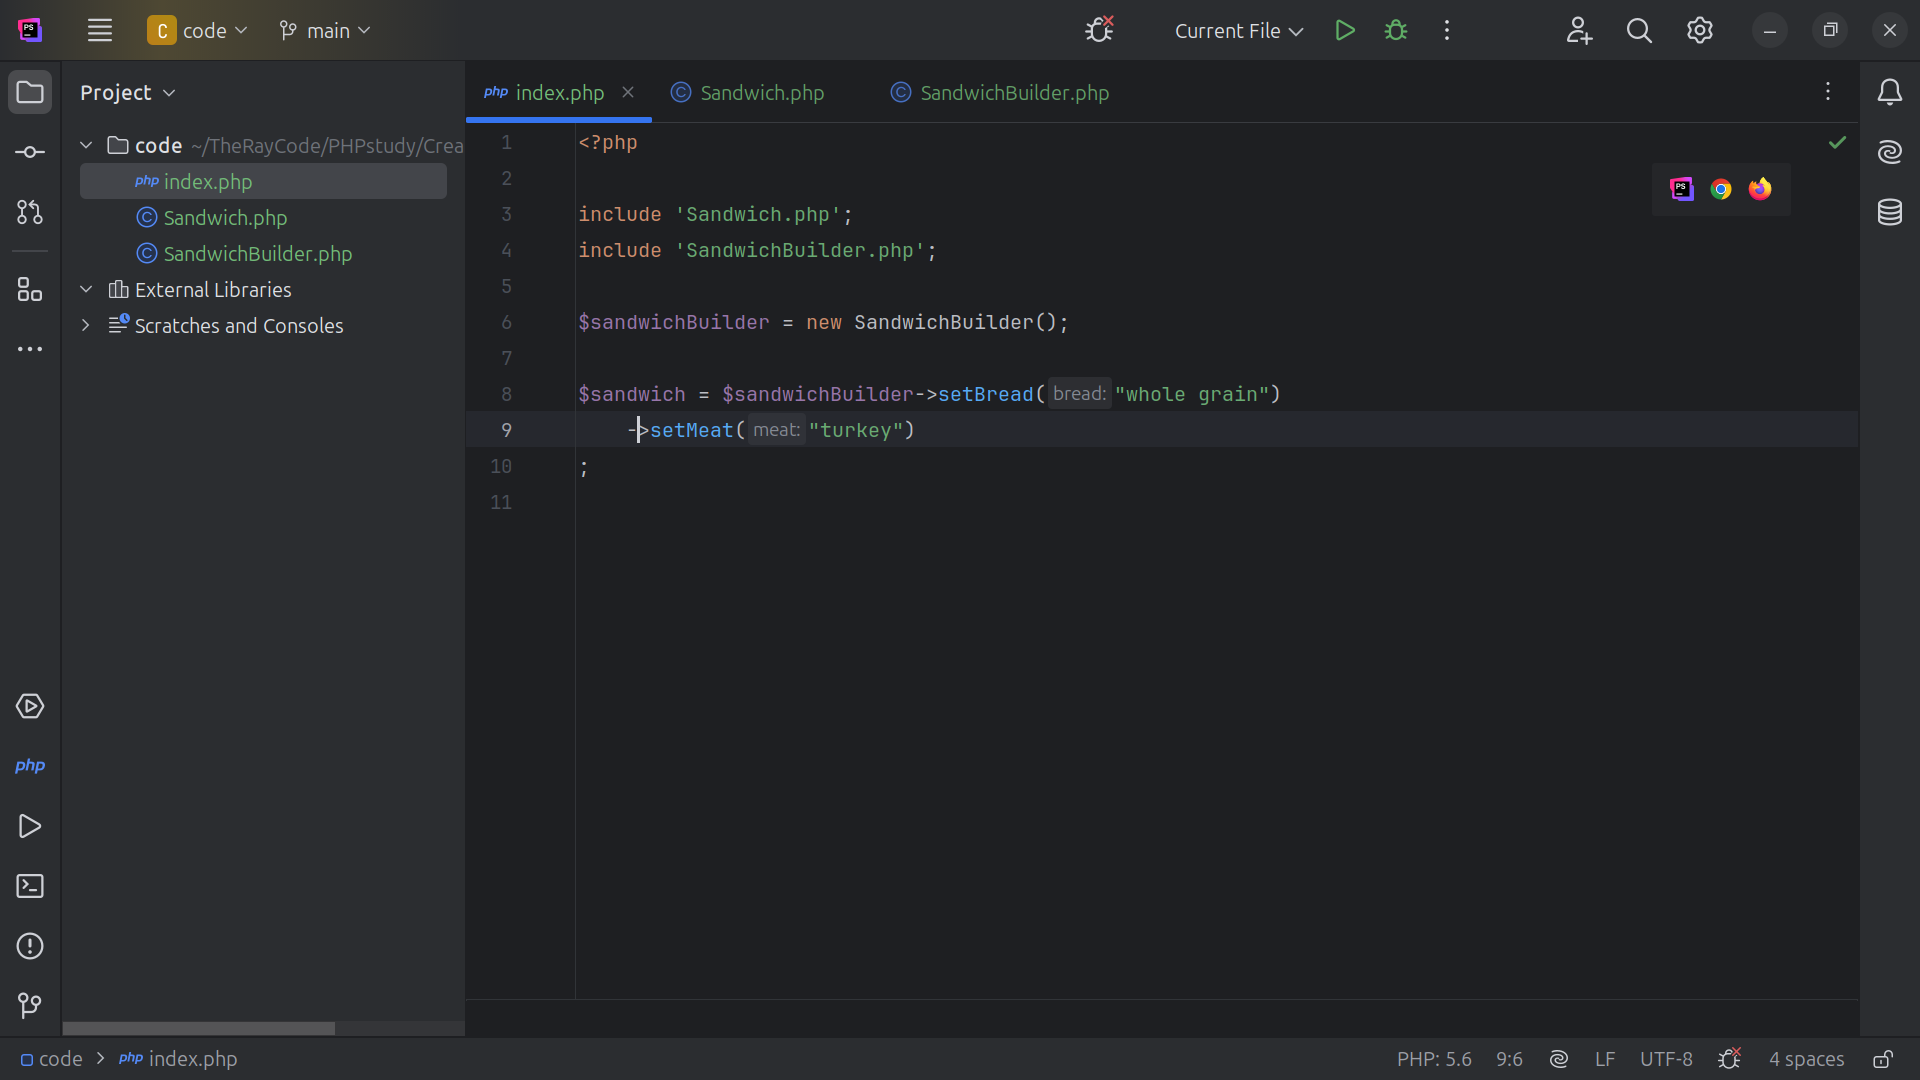 PS
C code
main
Current File
Project
php index.php
C Sandwich.php
C SandwichBuilder.php
code ~/TheRayCode/PHPstudy/Crea
php index.php
C Sandwich.php
C SandwichBuilder.php
External Libraries
Scratches and Consoles
1 <?php
2
3 include 'Sandwich.php';
4 include 'SandwichBuilder.php';
5
6 $sandwichBuilder = new SandwichBuilder();
7
8 $sandwich = $sandwichBuilder->setBread( bread: "whole grain")
9 ->setMeat( meat: "turkey")
10 ;
11
PS
php
code > php index.php
PHP: 5.6 9:6 LF UTF-8 4 spaces